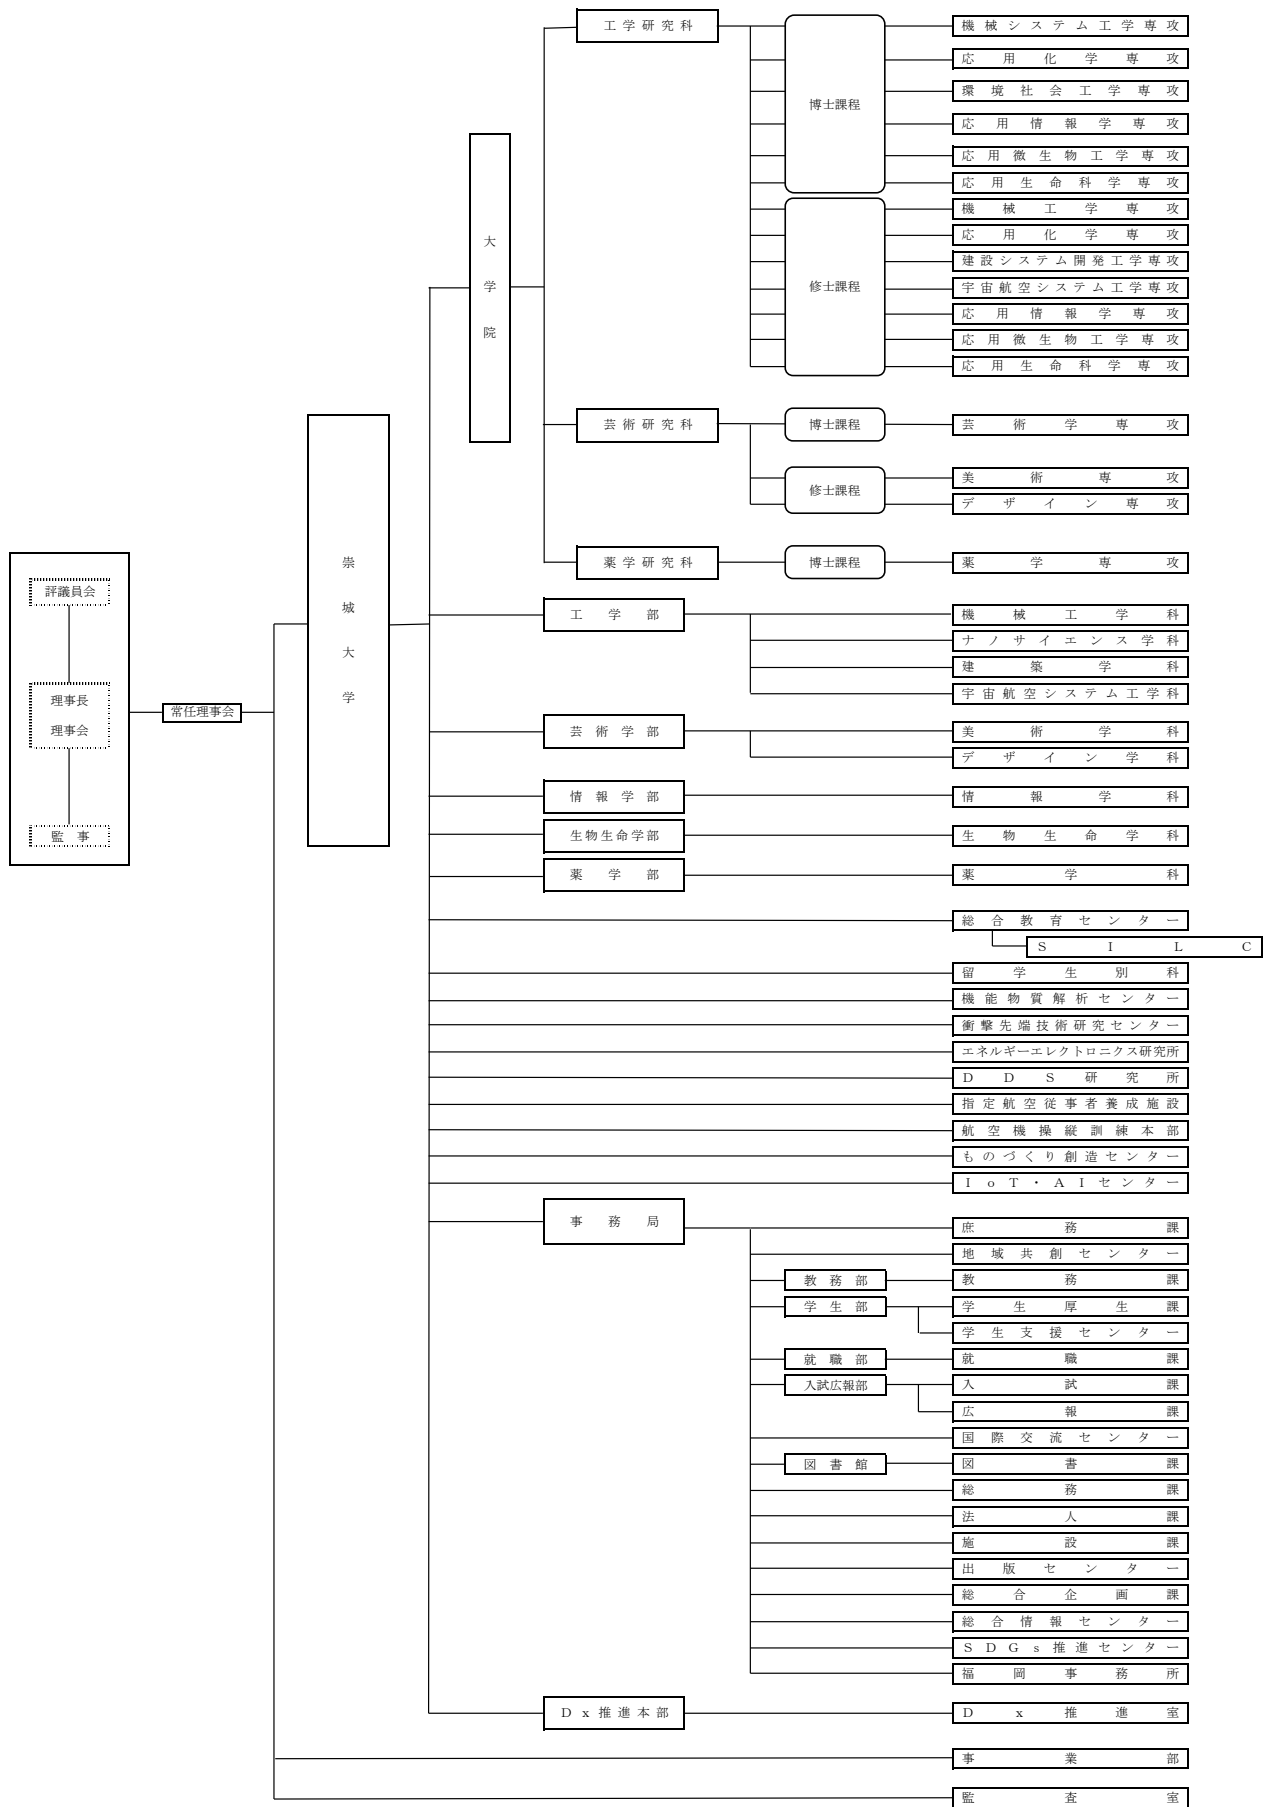 工学研究科
博士課程
機械システム工学専攻
応用化学専攻
環境社会工学専攻
応用情報学専攻
応用微生物工学専攻
応用生命科学専攻
修士課程
機械工学専攻
応用化学専攻
建設システム開発工学専攻
宇宙航空システム工学専攻
応用情報学専攻
応用微生物工学専攻
応用生命科学専攻
大学院
芸術研究科
博士課程
芸術学専攻
修士課程
美術専攻
デザイン専攻
薬学研究科
博士課程
薬学専攻
崇城大学
評議員会
理事長
理事会
監事
常任理事会
工学部
機械工学科
ナノサイエンス学科
建築学科
宇宙航空システム工学科
芸術学部
美術学科
デザイン学科
情報学部
情報学科
生物生命学部
生物生命学科
薬学部
薬学科
総合教育センター
SILC
留学生別科
機能物質解析センター
衝撃先端技術研究センター
エネルギーエレクトロニクス研究所
DDS研究所
指定航空従事者養成施設
航空機操縦訓練本部
ものづくり創造センター
IoT・AIセンター
事務局
庶務課
地域共創センター
教務部
教務課
学生部
学生厚生課
学生支援センター
就職部
就職課
入試広報部
入試課
広報課
国際交流センター
図書館
図書課
総務課
法人課
施設課
出版センター
総合企画課
総合情報センター
SDGs推進センター
福岡事務所
Dx推進本部
Dx推進室
事業部
監査室